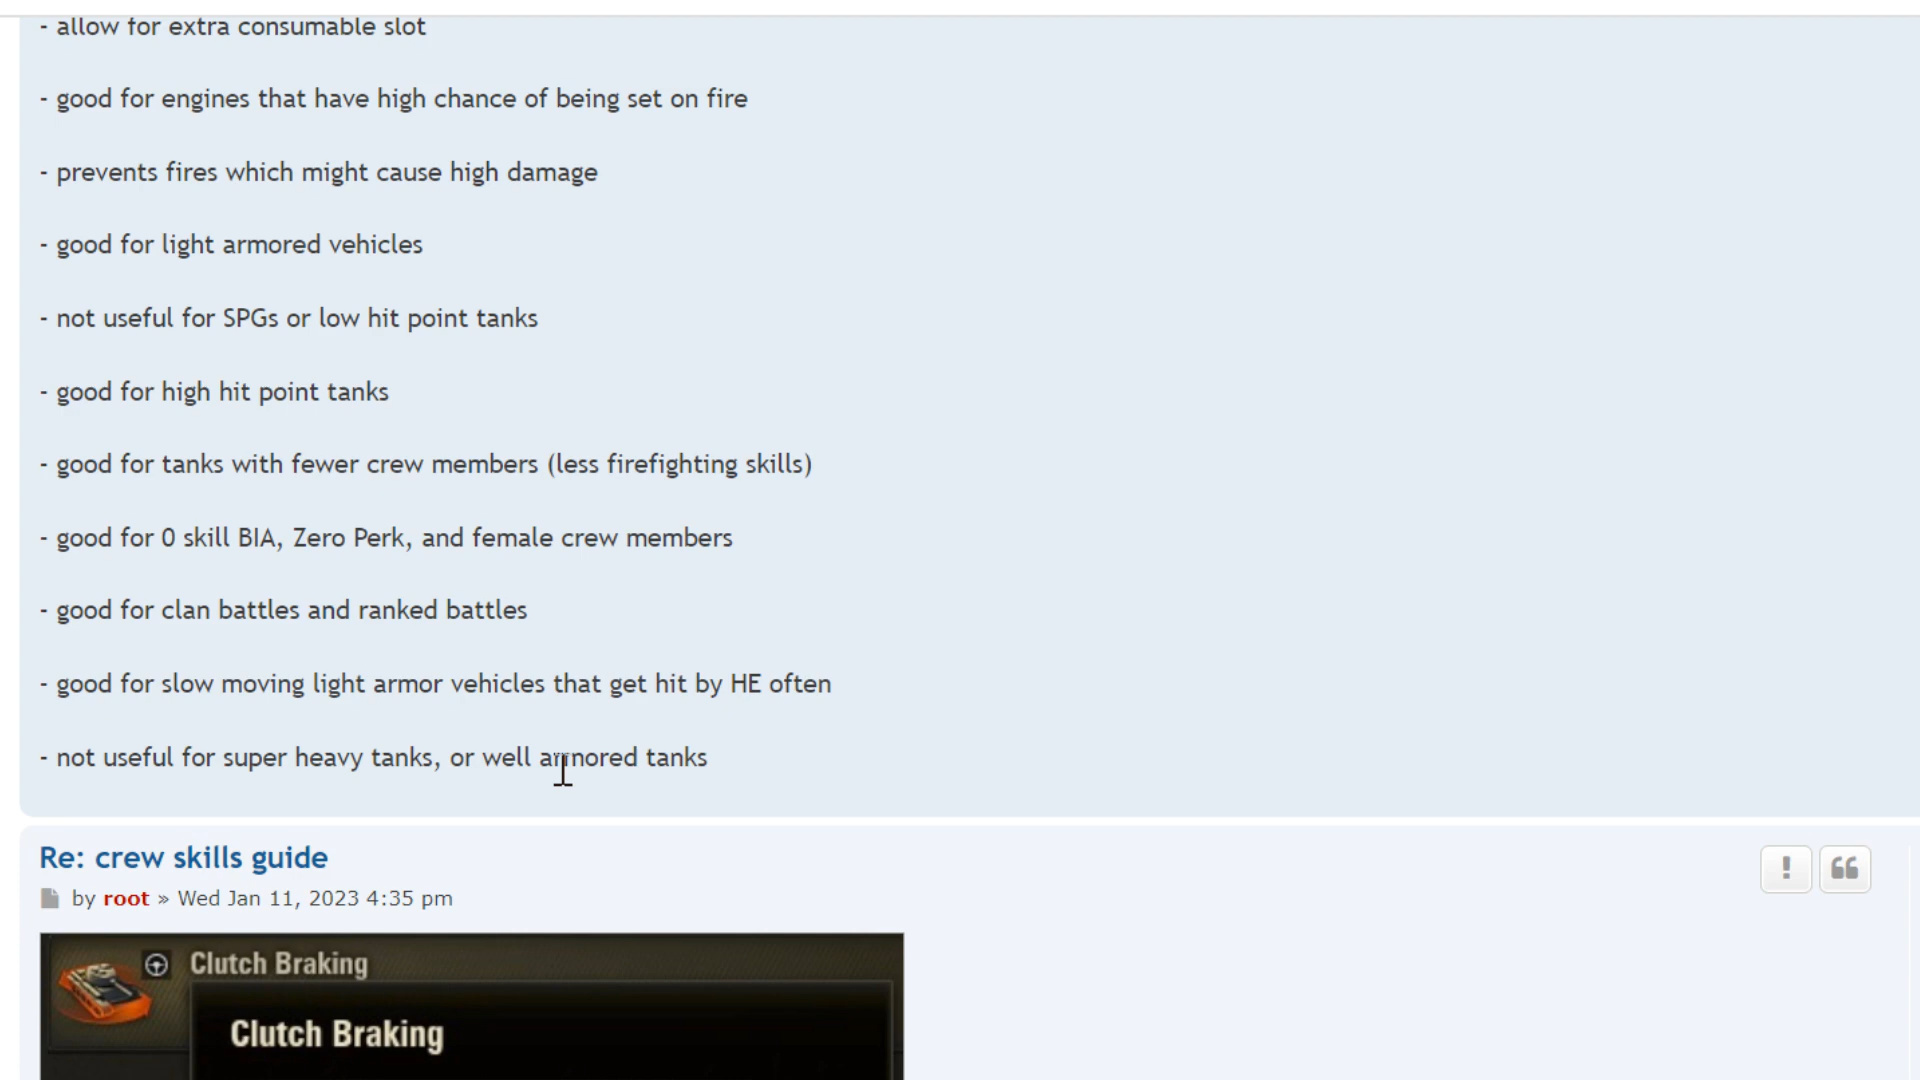 - allow for extra consumable slot
- good for engines that have high chance of being set on fire
- prevents fires which might cause high damage
- good for light armored vehicles
- not useful for SPGs or low hit point tanks
- good for high hit point tanks
- good for tanks with fewer crew members (less firefighting skills)
- good for 0 skill BIA, Zero Perk, and female crew members
- good for clan battles and ranked battles
- good for slow moving light armor vehicles that get hit by HE often
- not useful for super heavy tanks, or well armored tanks
Re: crew skills guide
by root » Wed Jan 11, 2023 4:35 pm
Clutch Braking
Clutch Braking